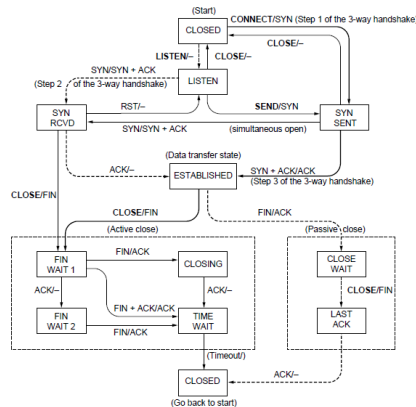 (Start)
CONNECT/SYN (Step 1 of the 3-way handshake)
CLOSED
CLOSE/–
LISTEN/–
CLOSE/–
SYN/SYN + ACK
(Step 2 of the 3-way handshake)
LISTEN
SYN
RCVD
RST/–
SEND/SYN
SYN
SENT
SYN/SYN + ACK
(simultaneous open)
(Data transfer state)
ACK/–
ESTABLISHED
SYN + ACK/ACK
(Step 3 of the 3-way handshake)
CLOSE/FIN
CLOSE/FIN
FIN/ACK
(Active close)
(Passive close)
FIN
WAIT 1
FIN/ACK
CLOSING
CLOSE
WAIT
ACK/–
FIN + ACK/ACK
ACK/–
CLOSE/FIN
FIN
WAIT 2
FIN/ACK
TIME
WAIT
LAST
ACK
(Timeout/)
CLOSED
ACK/–
(Go back to start)